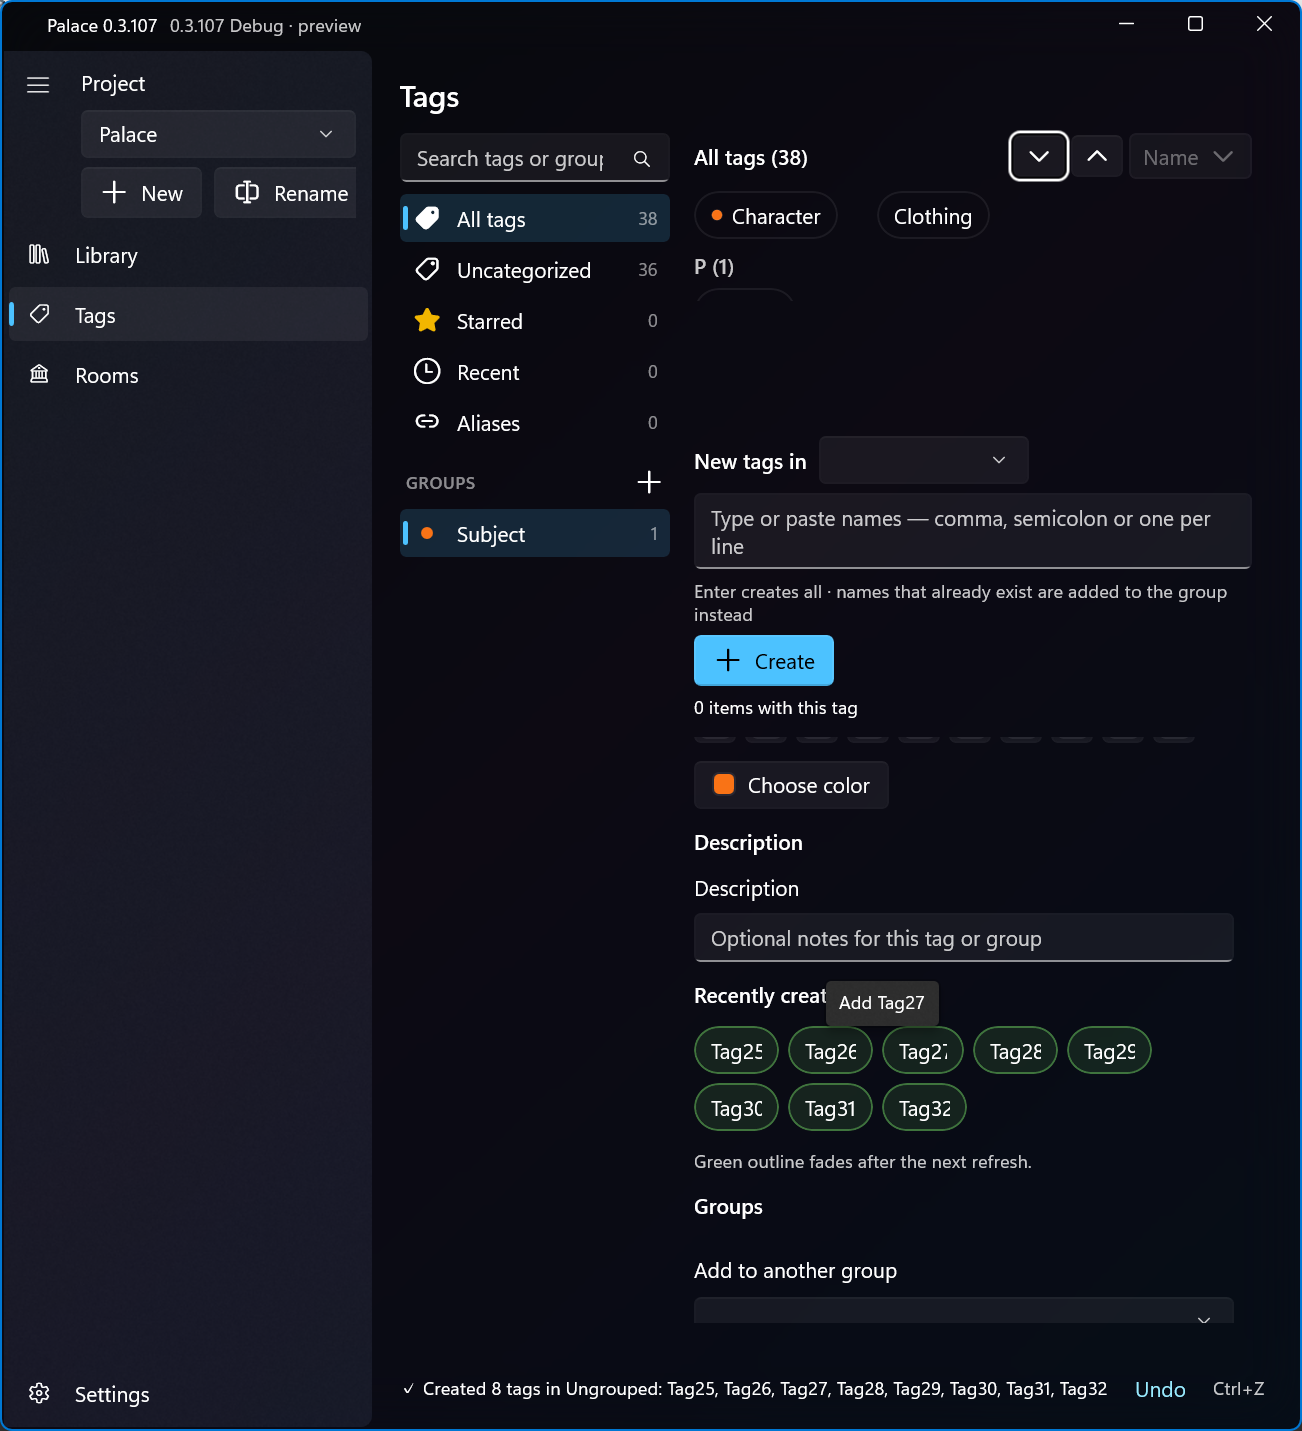 Palace 0.3.107 0.3.107 Debug · preview
Project
Palace
New
Rename
Library
Tags
Rooms
Settings
Tags
Search tags or group
All tags 38
Uncategorized 36
Starred 0
Recent 0
Aliases 0
GROUPS
Subject 1
All tags (38)
Name
Character
Clothing
P (1)
New tags in
Type or paste names — comma, semicolon or one per
line
Enter creates all · names that already exist are added to the group
instead
Create
0 items with this tag
Choose color
Description
Description
Optional notes for this tag or group
Recently creat
Add Tag27
Tag25 Tag26 Tag27 Tag28 Tag29
Tag30 Tag31 Tag32
Green outline fades after the next refresh.
Groups
Add to another group
✓ Created 8 tags in Ungrouped: Tag25, Tag26, Tag27, Tag28, Tag29, Tag30, Tag31, Tag32 Undo Ctrl+Z